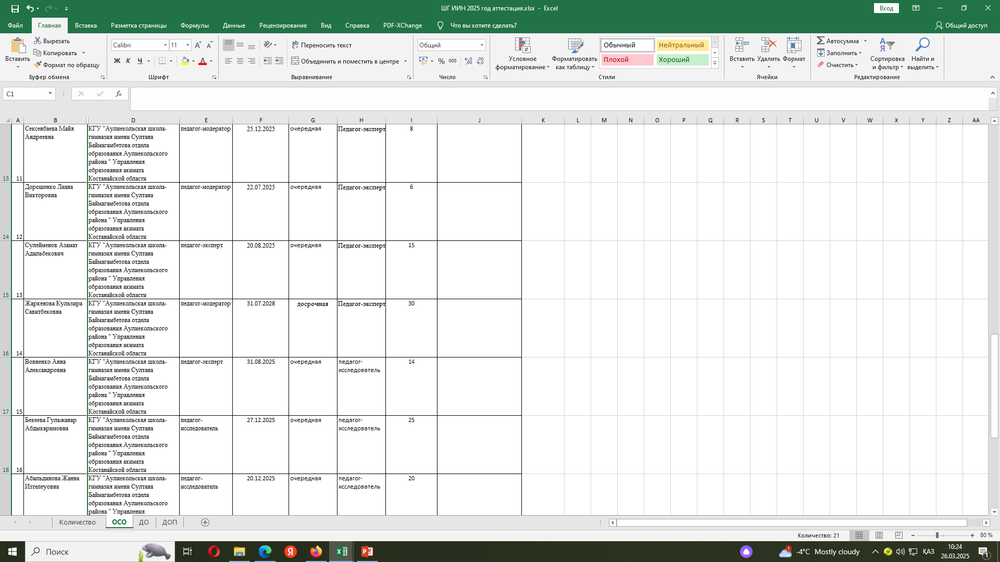 ШГ ИИН 2025 год аттестация.xlsx - Excel
Вход
Файл Главная Вставка Разметка страницы Формулы Данные Рецензирование Вид Справка PDF-XChange Что вы хотите сделать? Общий доступ
Вставить
Вырезать
Копировать
Формат по образцу
Буфер обмена
Calibri 11
Ж К Ч
Шрифт
Переносить текст
Объединить и поместить в центре
Выравнивание
Общий
% 000
Число
Условное форматирование
Форматировать как таблицу
Обычный Нейтральный
Плохой Хороший
Стили
Вставить Удалить Формат
Ячейки
Автосумма
Заполнить
Очистить
Сортировка и фильтр
Найти и выделить
Редактирование
C1 fx
A B D E F G H I J K L M N O P Q R S T U V W X Y Z AA
13 11 Сексенбаева Майя Андреевна
КГУ "Аулиекольская школа-
гимназия имени Султана
Баймагамбетова отдела
образования Аулиекольского
района " Управления
образования акимата
Костанайской области
педагог-модератор 25.12.2025 очередная Педагог-эксперт 8
14 12 Дорошенко Лиана Викторовна
КГУ "Аулиекольская школа-
гимназия имени Султана
Баймагамбетова отдела
образования Аулиекольского
района " Управления
образования акимата
Костанайской области
педагог-модератор 22.07.2025 очередная Педагог-эксперт 6
15 13 Сулейменов Азамат Адильбекович
КГУ "Аулиекольская школа-
гимназия имени Султана
Баймагамбетова отдела
образования Аулиекольского
района " Управления
образования акимата
Костанайской области
педагог-эксперт 20.08.2025 очередная Педагог-эксперт 15
16 14 Жаркенова Кульзира Савитбековна
КГУ "Аулиекольская школа-
гимназия имени Султана
Баймагамбетова отдела
образования Аулиекольского
района " Управления
образования акимата
Костанайской области
педагог-модератор 31.07.2028 досрочная Педагог-эксперт 30
17 15 Вовненко Анна Александровна
КГУ "Аулиекольская школа-
гимназия имени Султана
Баймагамбетова отдела
образования Аулиекольского
района " Управления
образования акимата
Костанайской области
педагог-эксперт 31.08.2025 очередная педагог-исследователь 14
18 16 Бекеева Гульжанар Абдыкаримовна
КГУ "Аулиекольская школа-
гимназия имени Султана
Баймагамбетова отдела
образования Аулиекольского
района " Управления
образования акимата
Костанайской области
педагог-исследователь 27.12.2025 очередная педагог-исследователь 25
Абильдинова Жанна Изтелеуовна
КГУ "Аулиекольская школа-
гимназия имени Султана
Баймагамбетова отдела
образования Аулиекольского
района " Управления
педагог-исследователь 20.12.2025 очередная педагог-исследователь 20
Количество ОСО ДО ДОП
Количество: 21 80 %
Поиск
1 -4°C Mostly cloudy ҚАЗ 10:24
26.03.2025 1